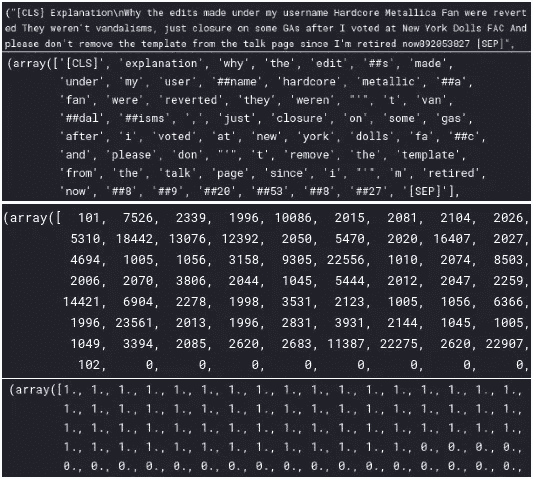 ("[CLS] Explanation\nWhy the edits made under my username Hardcore Metallica Fan were revert
ed They weren't vandalisms, just closure on some GAs after I voted at New York Dolls FAC And
please don't remove the template from the talk page since I'm retired now892053827 [SEP]",
(array(['[CLS]', 'explanation', 'why', 'the', 'edit', '##s', 'made',
'under', 'my', 'user', '##name', 'hardcore', 'metallic', '##a',
'fan', 'were', 'reverted', 'they', 'weren', "'", 't', 'van',
'##dal', '##isms', ',', 'just', 'closure', 'on', 'some', 'gas',
'after', 'i', 'voted', 'at', 'new', 'york', 'dolls', 'fa', '##c',
'and', 'please', 'don', "'", 't', 'remove', 'the', 'template',
'from', 'the', 'talk', 'page', 'since', 'i', "'", 'm', 'retired',
'now', '##8', '##9', '##20', '##53', '##8', '##27', '[SEP]'],
(array([ 101, 7526, 2339, 1996, 10086, 2015, 2081, 2104, 2026,
5310, 18442, 13076, 12392, 2050, 5470, 2020, 16407, 2027,
4694, 1005, 1056, 3158, 9305, 22556, 1010, 2074, 8503,
2006, 2070, 3806, 2044, 1045, 5444, 2012, 2047, 2259,
14421, 6904, 2278, 1998, 3531, 2123, 1005, 1056, 6366,
1996, 23561, 2013, 1996, 2831, 3931, 2144, 1045, 1005,
1049, 3394, 2085, 2620, 2683, 11387, 22275, 2620, 22907,
102, 0, 0, 0, 0, 0, 0, 0, 0,
(array([1., 1., 1., 1., 1., 1., 1., 1., 1., 1., 1., 1., 1., 1., 1., 1., 1.,
1., 1., 1., 1., 1., 1., 1., 1., 1., 1., 1., 1., 1., 1., 1., 1., 1.,
1., 1., 1., 1., 1., 1., 1., 1., 1., 1., 1., 1., 1., 1., 1., 1., 1.,
1., 1., 1., 1., 1., 1., 1., 1., 1., 1., 1., 1., 1., 0., 0., 0., 0.,
0., 0., 0., 0., 0., 0., 0., 0., 0., 0., 0., 0., 0., 0., 0., 0., 0.,